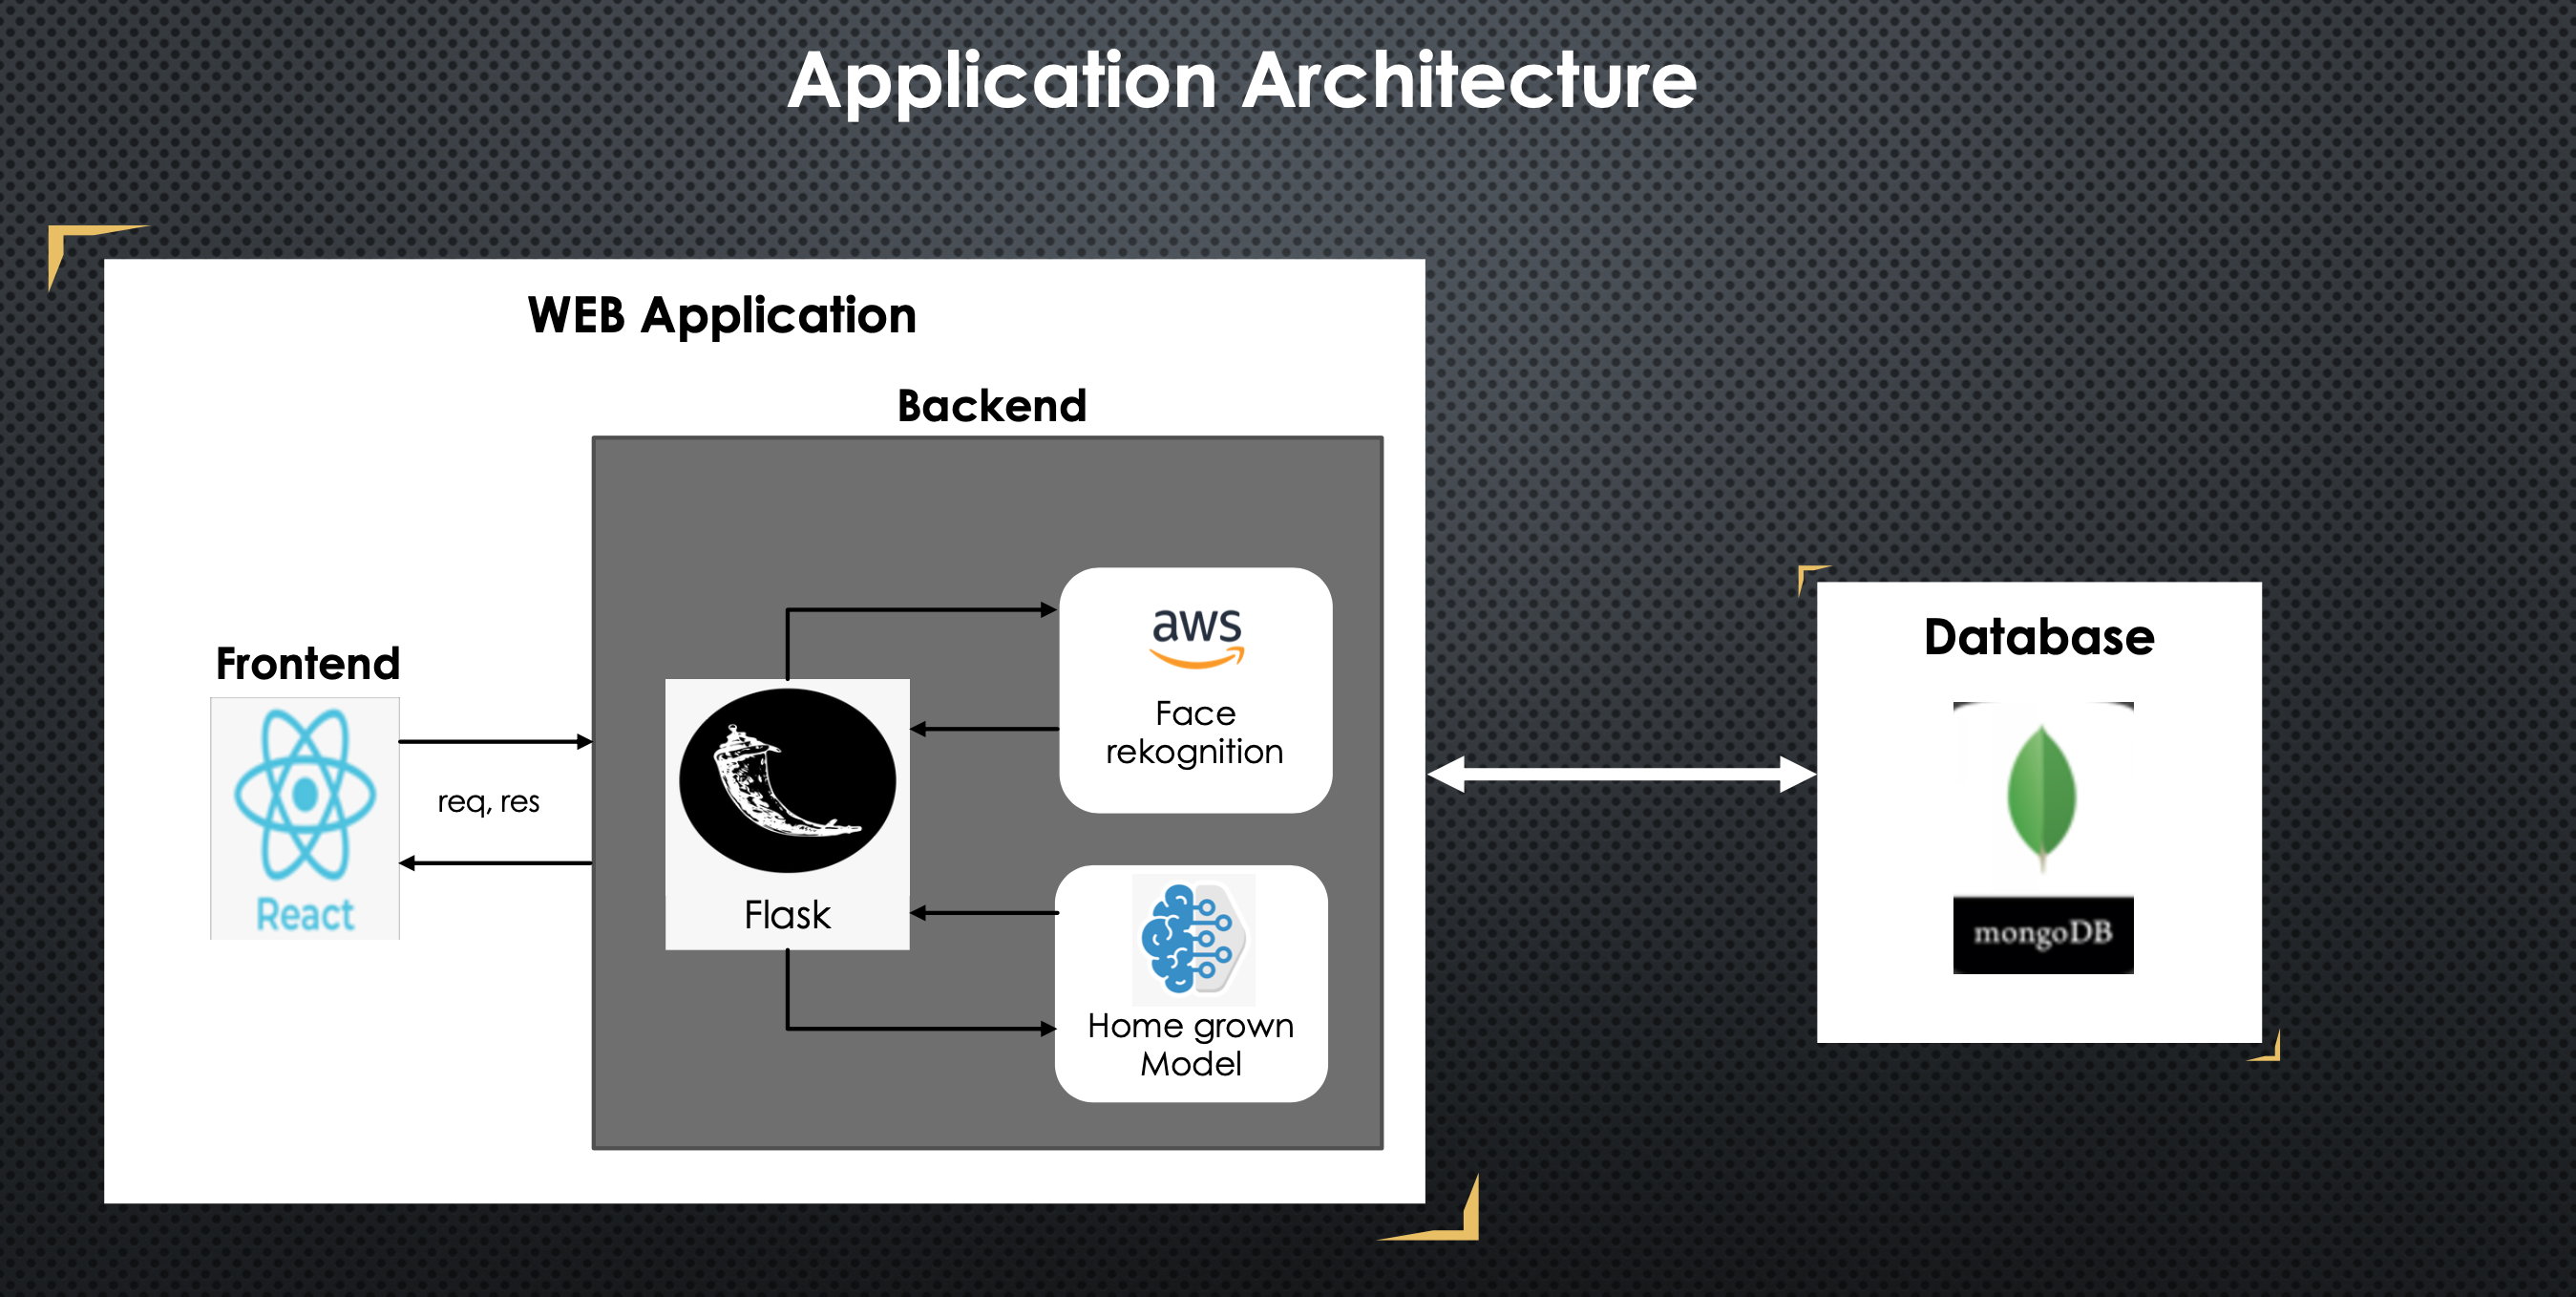 Application Architecture
WEB Application
Backend
Frontend
React
req, res
Flask
aws
Face
rekognition
Home grown
Model
Database
mongoDB